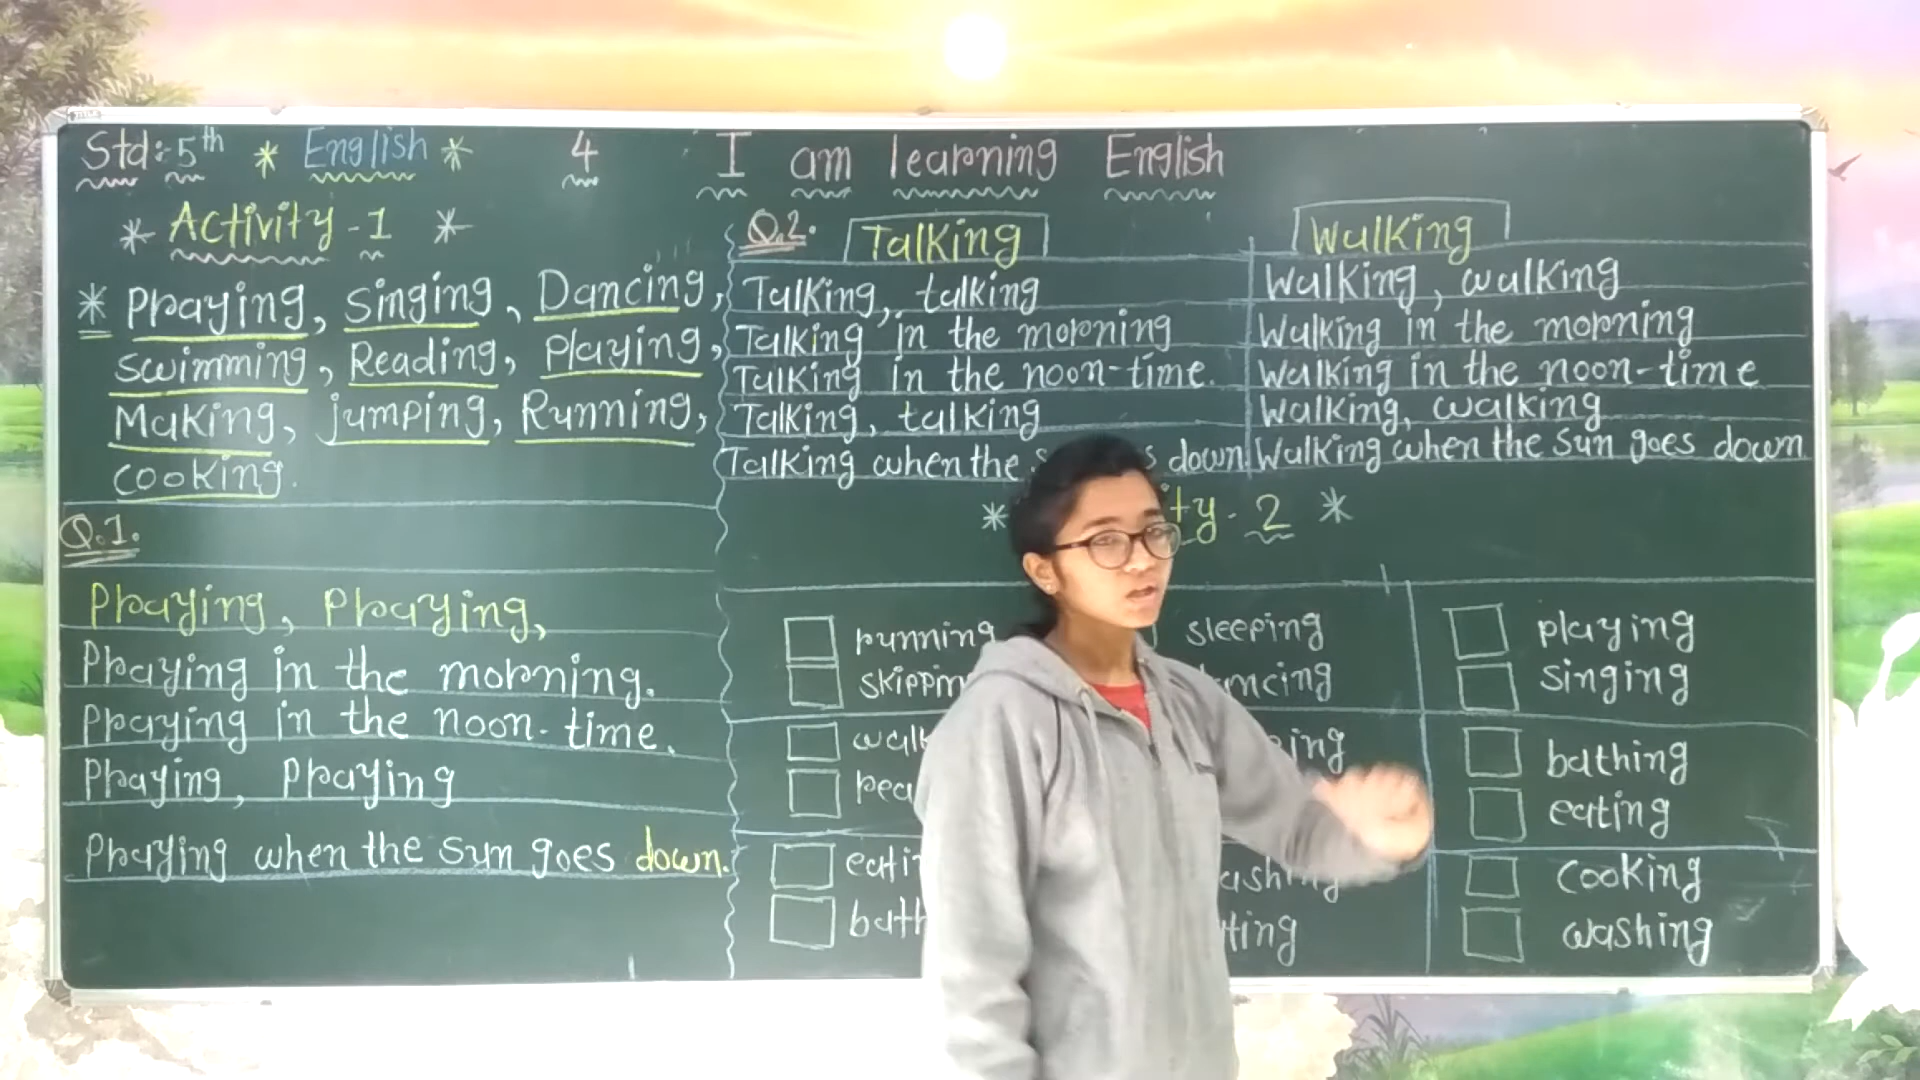 Std: 5th * English * 4 I am learning English
* Activity-1 *
* Praying, Singing, Dancing,
swimming, Reading, playing,
Making, jumping, Running,
cooking.
Q.1.
Praying, Praying,
Praying in the morning.
Praying in the noon-time.
Praying, Praying
Praying when the sun goes down.
Q.2. Talking
Talking, talking
Talking in the morning
Talking in the noon-time.
Talking, talking
Talking when the down
Walking
Walking, walking
Walking in the morning
Walking in the noon-time
Walking, walking
Walking when the sun goes down
* 2 *
running
sleeping
playing
singing
bathing
eating
cooking
washing